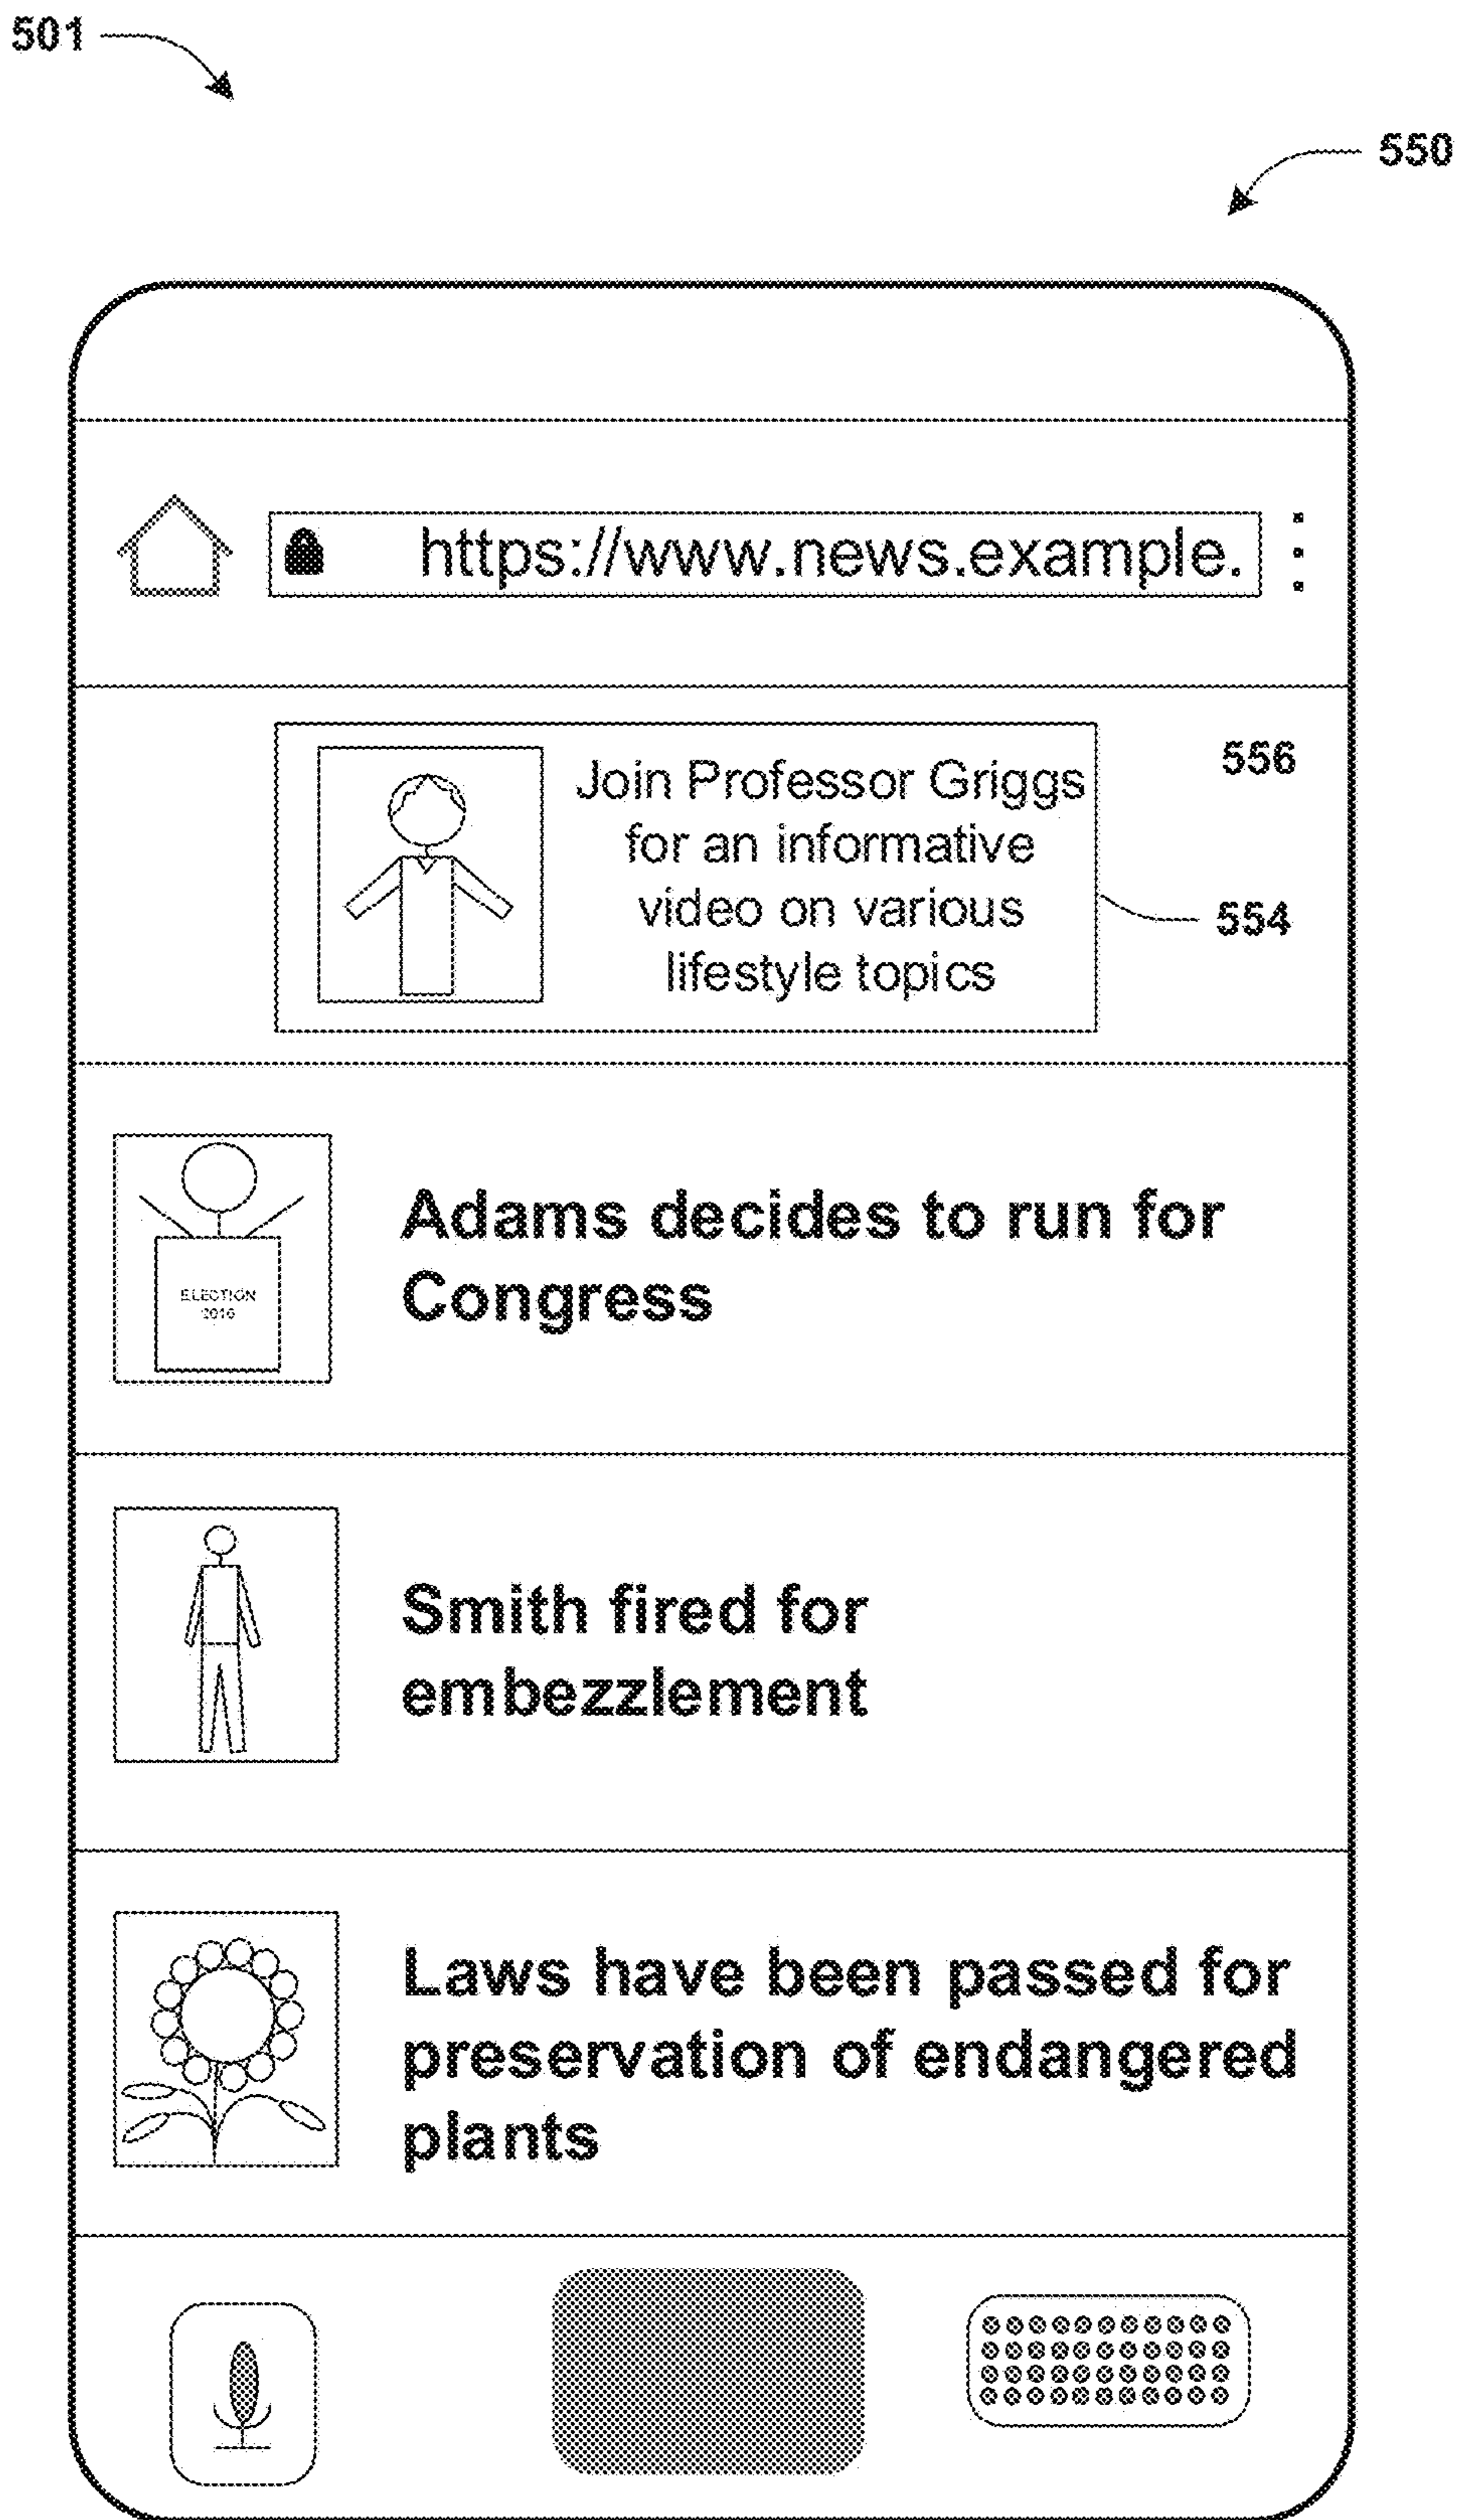 501
550
https://www.news.example.
Join Professor Griggs
for an informative
video on various
lifestyle topics
556
554
Adams decides to run for
Congress
ELECTION
2016
Smith fired for
embezzlement
Laws have been passed for
preservation of endangered
plants